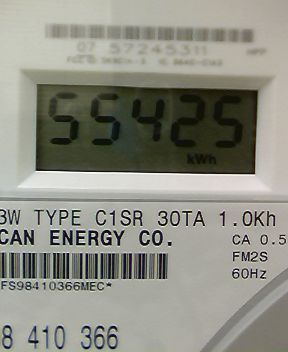 07 57245311
55425
kWh
3W TYPE C1SR 30TA 1.0Kh
CAN ENERGY CO.
CA 0.5
FM2S
FS98410366MEC*
60Hz
8 410 366